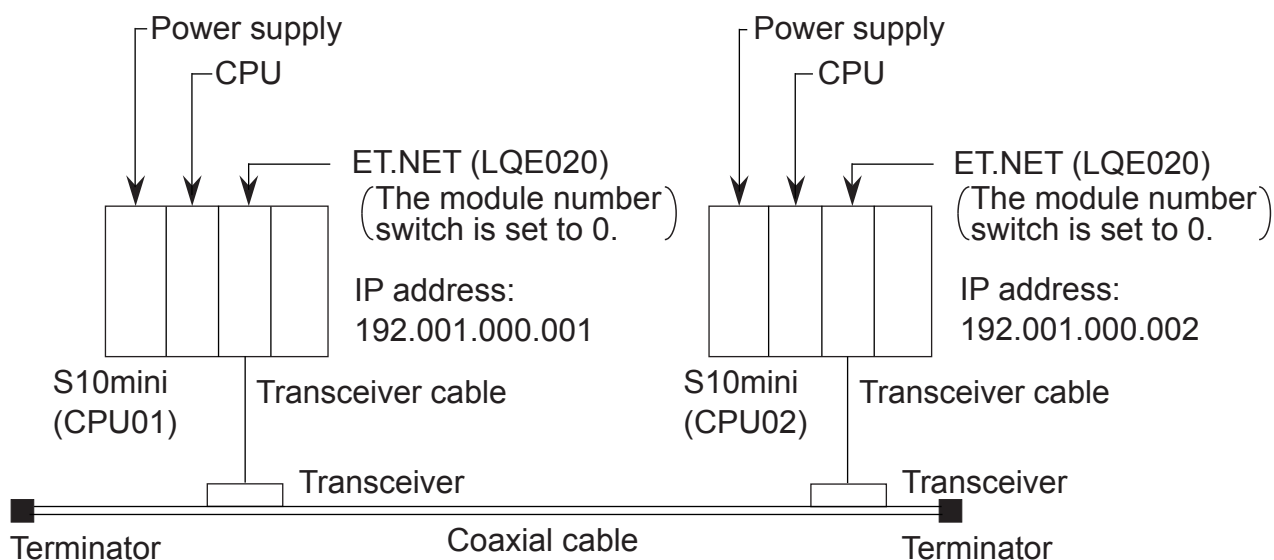 Power supply
CPU
ET.NET (LQE020)
(The module number
switch is set to 0.)
IP address:
192.001.000.001
S10mini
(CPU01)
Transceiver cable
Transceiver
Power supply
CPU
ET.NET (LQE020)
(The module number
switch is set to 0.)
IP address:
192.001.000.002
S10mini
(CPU02)
Transceiver cable
Transceiver
Terminator
Coaxial cable
Terminator